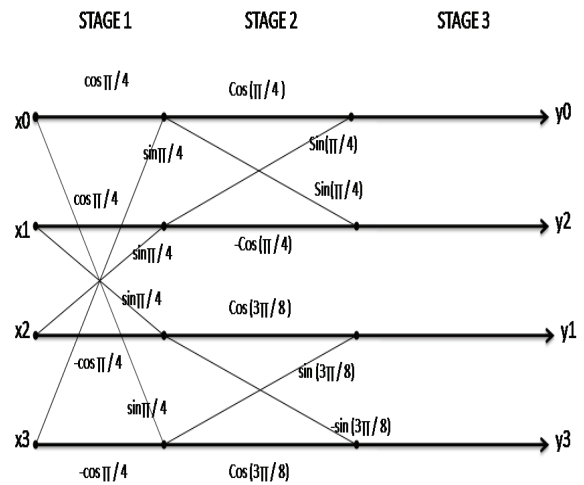 STAGE 1 STAGE 2 STAGE 3
cos π/4 Cos (π/4)
x0 y0
sinπ/4 Sin(π/4)
cos π/4 Sin(π/4)
x1 y2
sinπ/4 -Cos (π/4)
sinπ/4 Cos (3π/8)
x2 y1
-cos π/4 sin (3π/8)
sinπ/4 -sin (3π/8)
x3 y3
-cos π/4 Cos (3π/8)